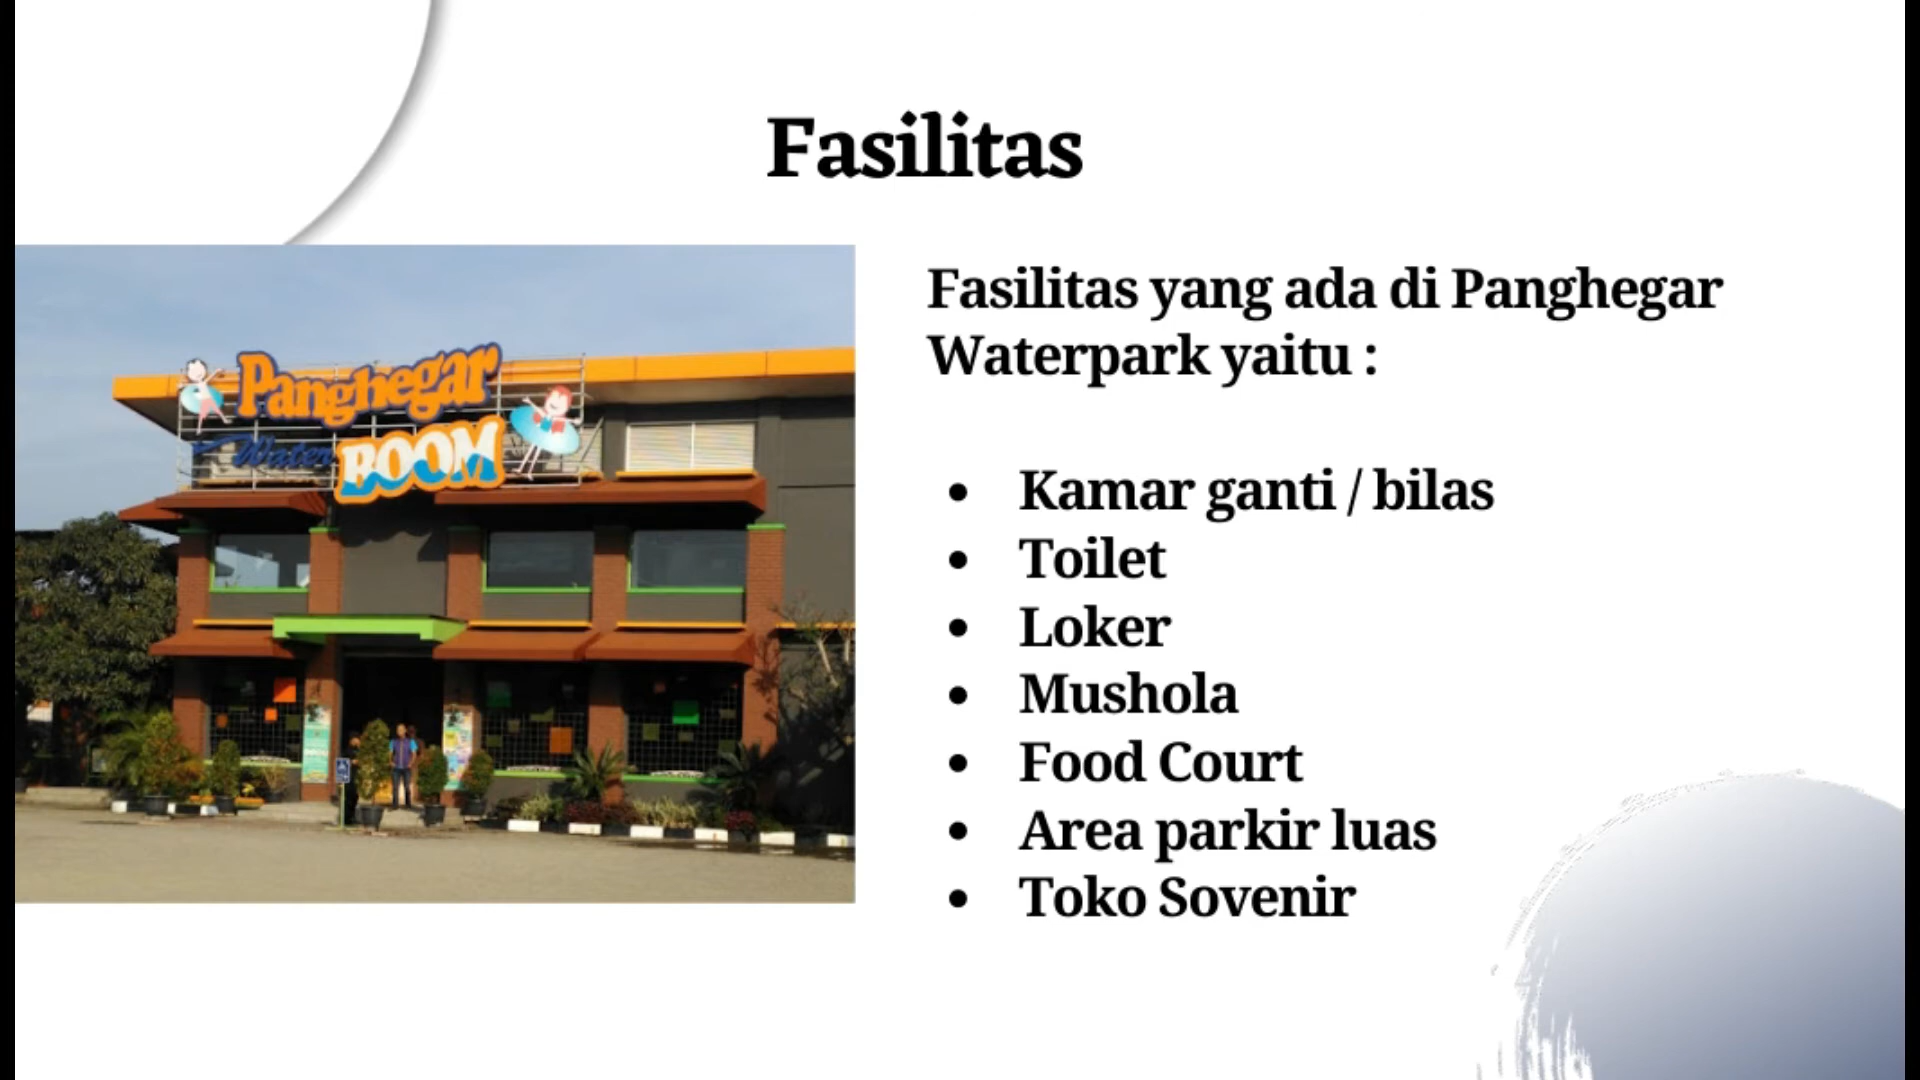 Fasilitas
Panghegar
Water BOOM
Fasilitas yang ada di Panghegar
Waterpark yaitu :
• Kamar ganti / bilas
• Toilet
• Loker
• Mushola
• Food Court
• Area parkir luas
• Toko Sovenir